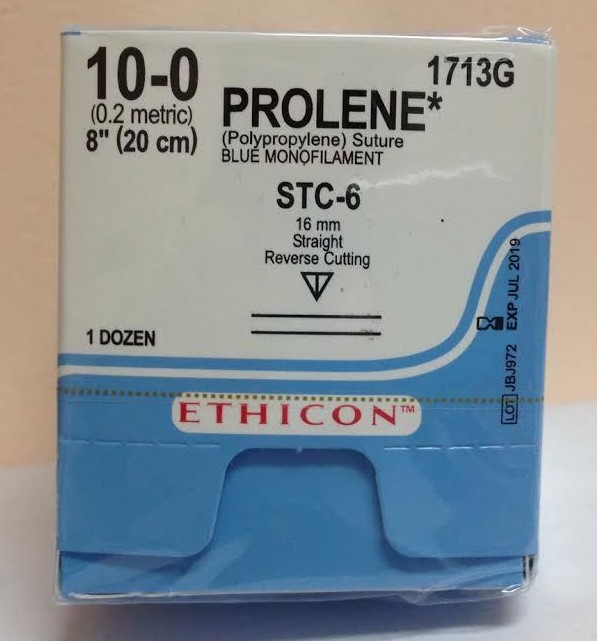 10-0
(0.2 metric)
8" (20 cm)
1713G
PROLENE*
(Polypropylene) Suture
BLUE MONOFILAMENT
STC-6
16 mm
Straight
Reverse Cutting
1 DOZEN
EXP JUL 2019
LOT JBJ972
ETHICON™